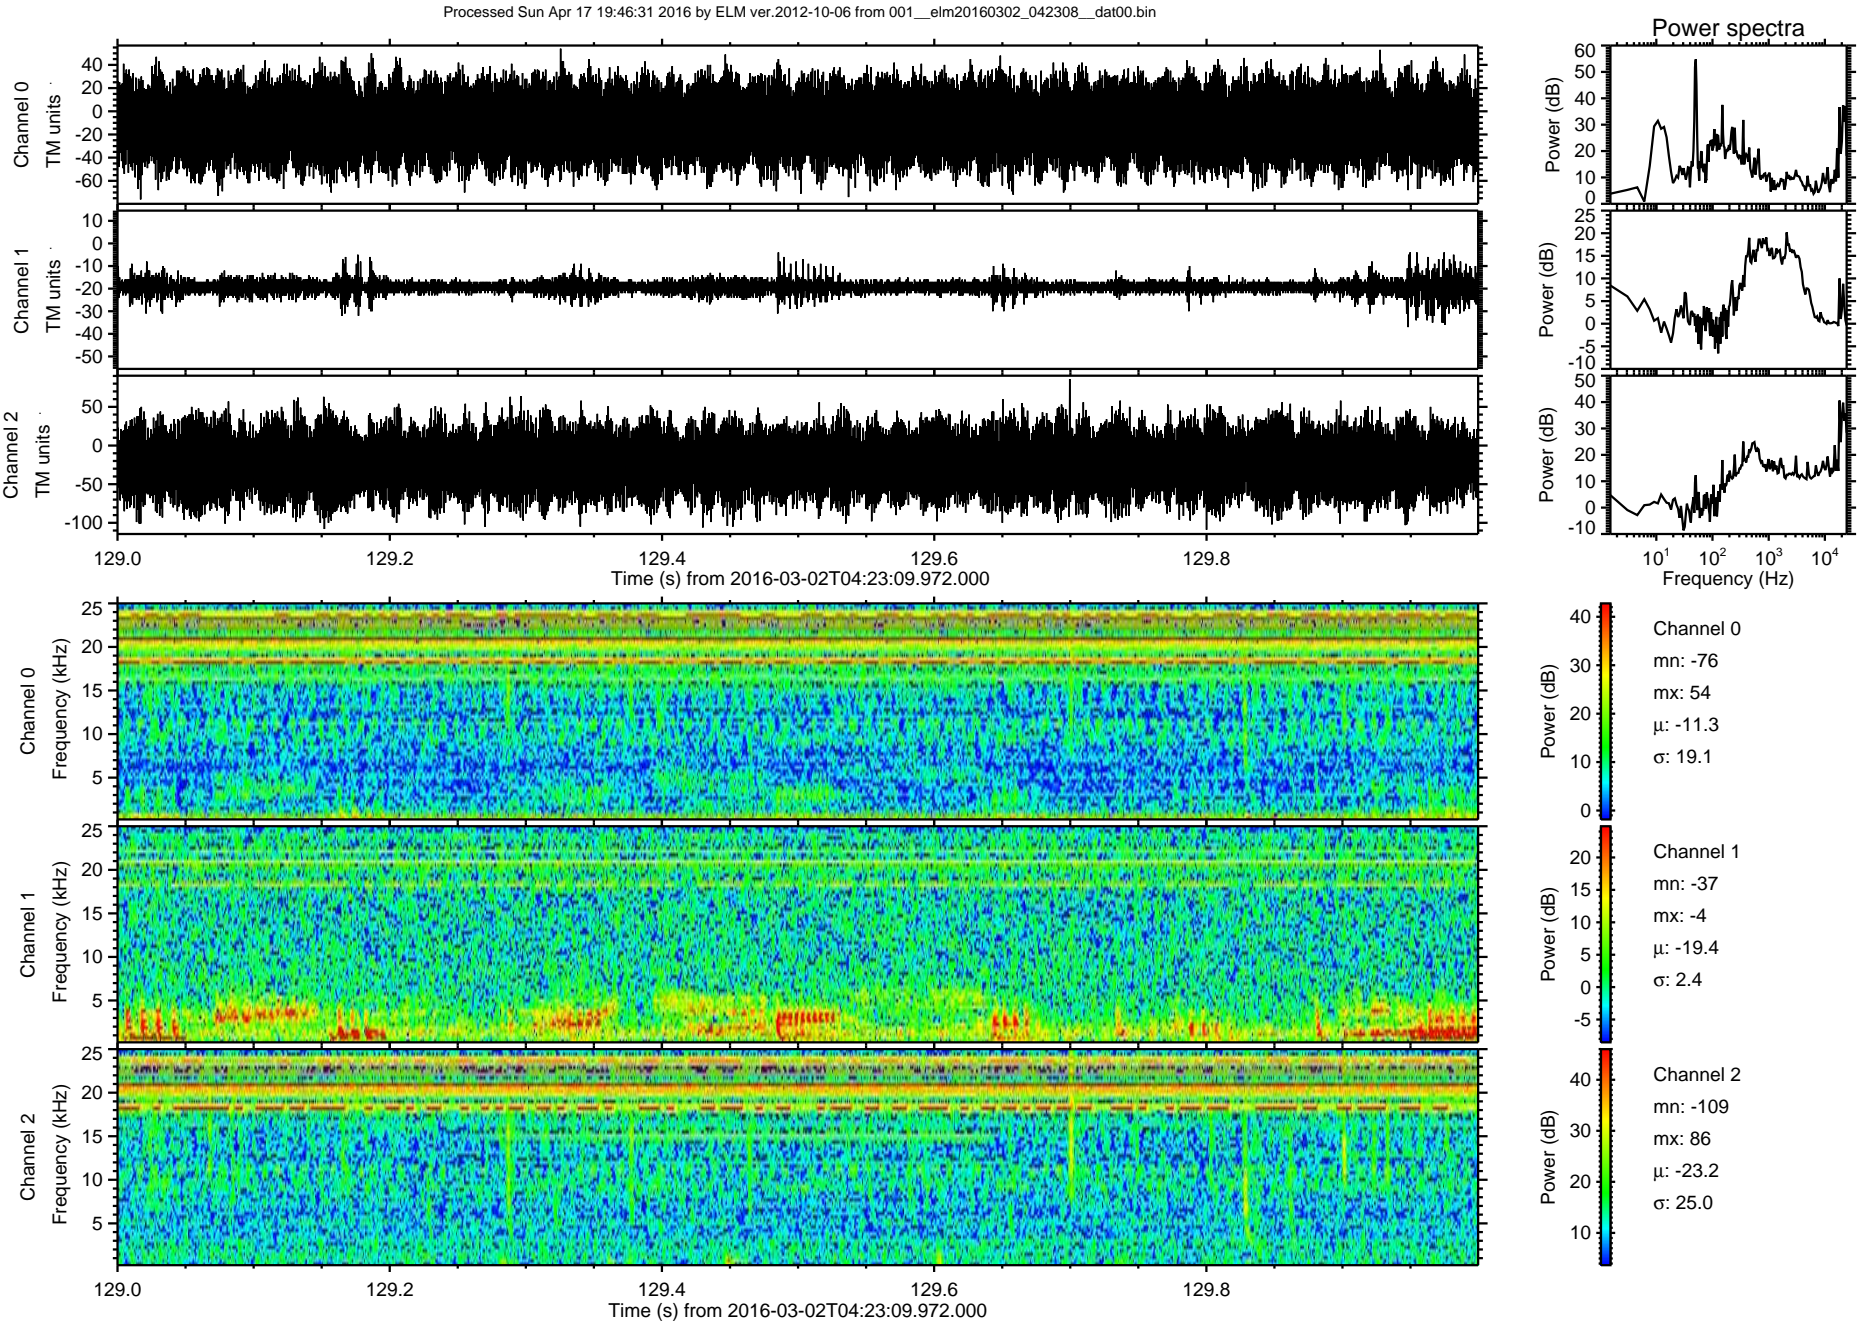 Processed Sun Apr 17 19:46:31 2016 by ELM ver.2012-10-06 from 001__elm20160302_042308__dat00.bin
Power spectra
Channel 0
TM units
40
20
0
-20
-40
-60
Power (dB)
60
50
40
30
20
10
0
Channel 1
TM units
10
0
-10
-20
-30
-40
-50
Power (dB)
25
20
15
10
5
0
-5
-10
Channel 2
TM units
50
0
-50
-100
Power (dB)
50
40
30
20
10
0
-10
129.0 129.2 129.4 129.6 129.8
Time (s) from 2016-03-02T04:23:09.972.000
10¹ 10² 10³ 10⁴
Frequency (Hz)
Channel 0
Frequency (kHz)
25
20
15
10
5
Power (dB)
40
30
20
10
0
Channel 0
mn: -76
mx: 54
µ: -11.3
σ: 19.1
Channel 1
Frequency (kHz)
25
20
15
10
5
Power (dB)
20
15
10
5
0
-5
Channel 1
mn: -37
mx: -4
µ: -19.4
σ: 2.4
Channel 2
Frequency (kHz)
25
20
15
10
5
Power (dB)
40
30
20
10
Channel 2
mn: -109
mx: 86
µ: -23.2
σ: 25.0
129.0 129.2 129.4 129.6 129.8
Time (s) from 2016-03-02T04:23:09.972.000